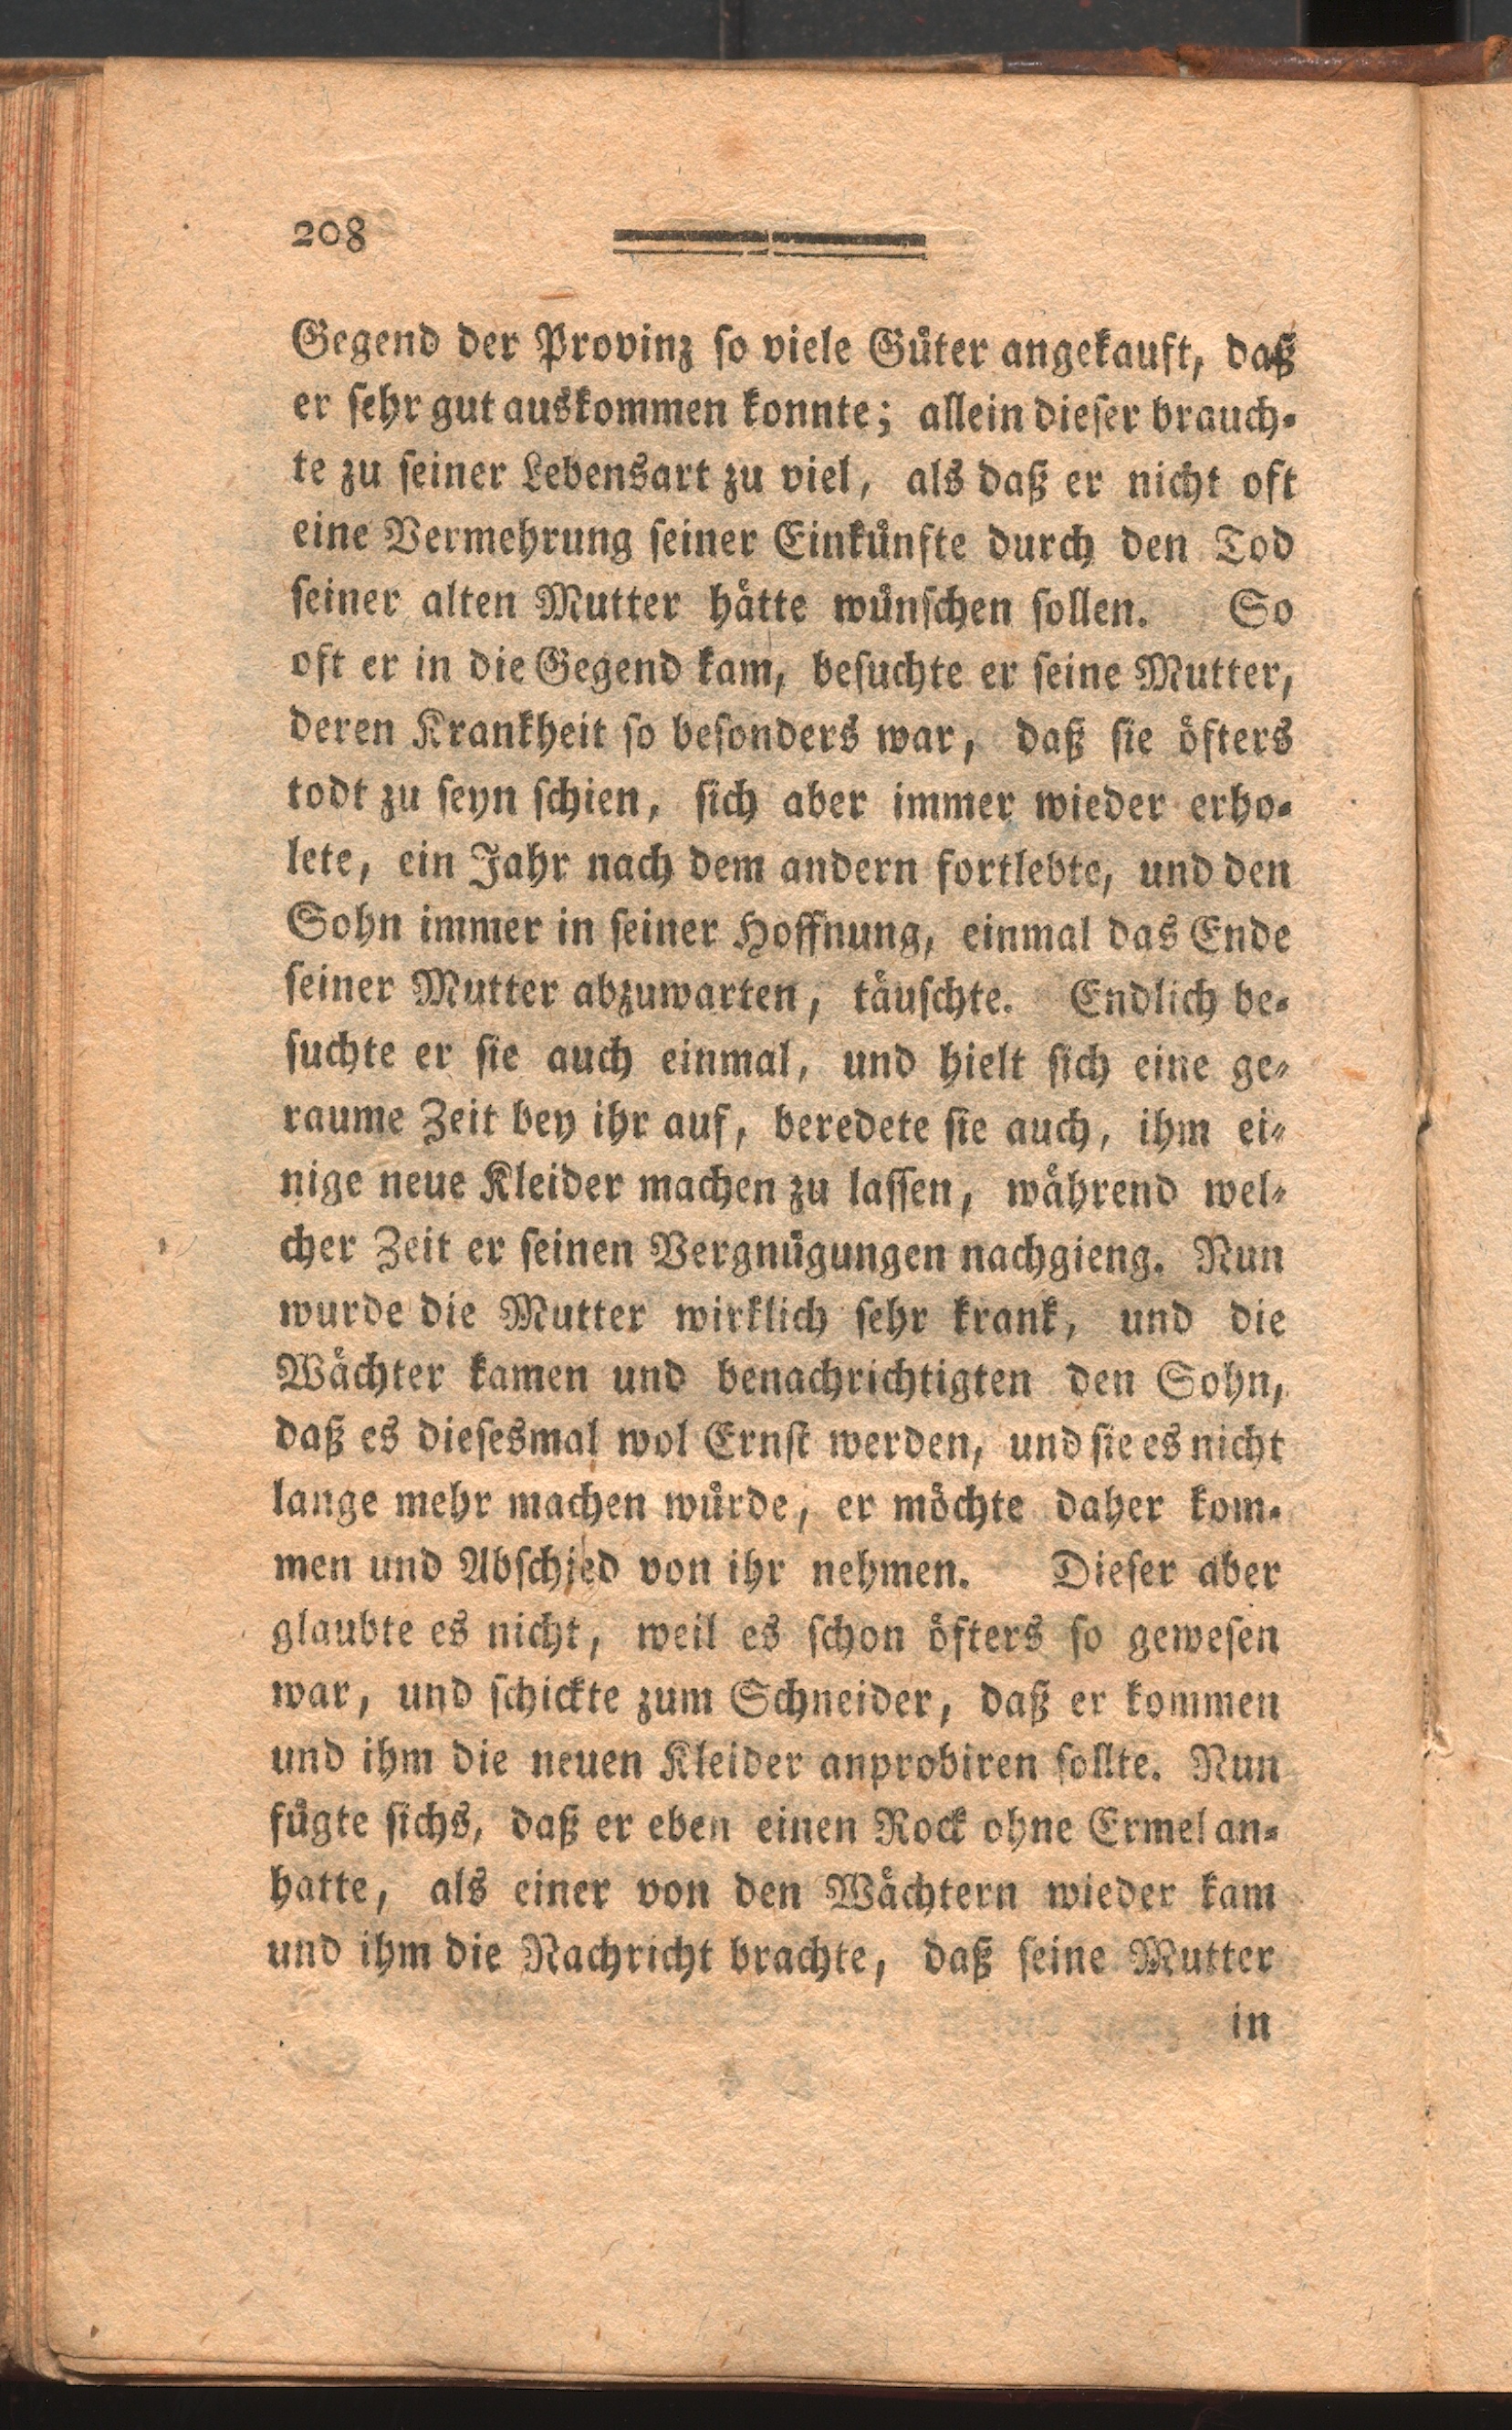 208
Gegend der Provinz so viele Güter angekauft, daß
er sehr gut auskommen konnte; allein dieser brauch-
te zu seiner Lebensart zu viel, als daß er nicht oft
eine Vermehrung seiner Einkünfte durch den Tod
seiner alten Mutter hätte wünschen sollen. So
oft er in die Gegend kam, besuchte er seine Mutter,
deren Krankheit so besonders war, daß sie öfters
todt zu seyn schien, sich aber immer wieder erho-
lete, ein Jahr nach dem andern fortlebte, und den
Sohn immer in seiner Hoffnung, einmal das Ende
seiner Mutter abzuwarten, täuschte. Endlich be-
suchte er sie auch einmal, und hielt sich eine ge-
raume Zeit bey ihr auf, beredete sie auch, ihm ei-
nige neue Kleider machen zu lassen, während wel-
cher Zeit er seinen Vergnügungen nachgieng. Nun
wurde die Mutter wirklich sehr krank, und die
Wächter kamen und benachrichtigten den Sohn,
daß es diesesmal wol Ernst werden, und sie es nicht
lange mehr machen würde, er möchte daher kom-
men und Abschied von ihr nehmen. Dieser aber
glaubte es nicht, weil es schon öfters so gewesen
war, und schickte zum Schneider, daß er kommen
und ihm die neuen Kleider anprobiren sollte. Nun
fügte sichs, daß er eben einen Rock ohne Ermel an-
hatte, als einer von den Wächtern wieder kam
und ihm die Nachricht brachte, daß seine Mutter
in